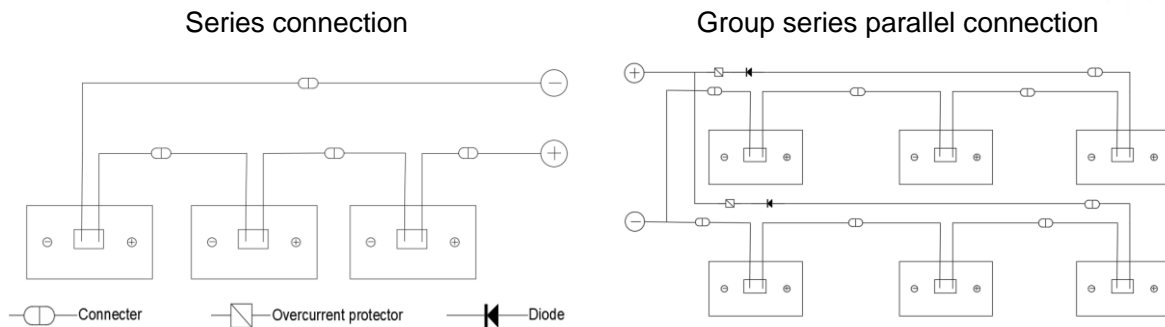 Series connection
Group series parallel connection
Connecter
Overcurrent protector
Diode